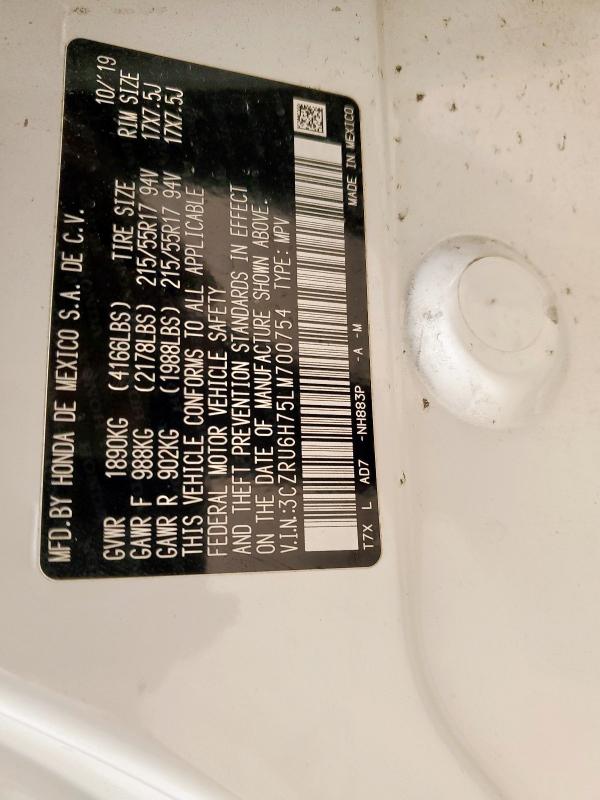 MFD.BY HONDA DE MEXICO S.A. DE C.V. 10/'19
GVWR 1890KG (4166LBS) TIRE SIZE RIM SIZE
GAWR F 988KG (2178LBS) 215/55R17 94V 17X7.5J
GAWR R 902KG (1988LBS) 215/55R17 94V 17X7.5J
THIS VEHICLE CONFORMS TO ALL APPLICABLE
FEDERAL MOTOR VEHICLE SAFETY
AND THEFT PREVENTION STANDARDS IN EFFECT
ON THE DATE OF MANUFACTURE SHOWN ABOVE.
V.I.N:3CZRU6H75LM700754 TYPE: MPV
T7X L AD7 -NH883P -A -M MADE IN MEXICO